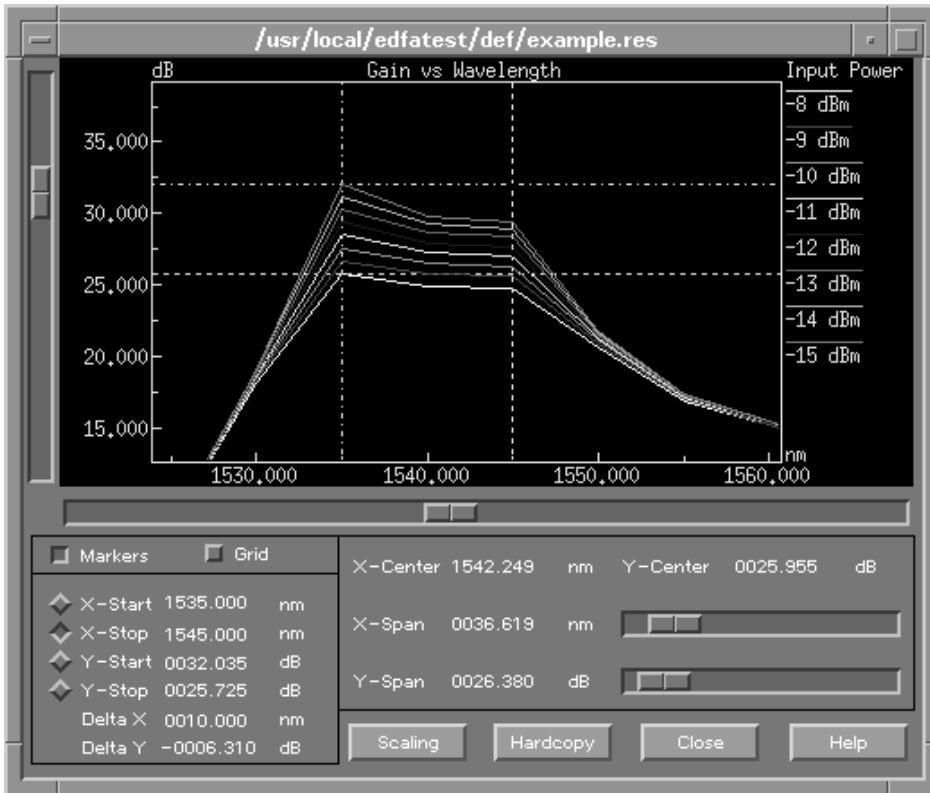 /usr/local/edfatest/def/example.res
dB Gain vs Wavelength Input Power
-8 dBm
-9 dBm
-10 dBm
-11 dBm
-12 dBm
-13 dBm
-14 dBm
-15 dBm
35.000
30.000
25.000
20.000
15.000
nm
1530.000 1540.000 1550.000 1560.000
Markers Grid
X-Start 1535.000 nm
X-Stop 1545.000 nm
Y-Start 0032.035 dB
Y-Stop 0025.725 dB
Delta X 0010.000 nm
Delta Y -0006.310 dB
X-Center 1542.249 nm Y-Center 0025.955 dB
X-Span 0036.619 nm
Y-Span 0026.380 dB
Scaling Hardcopy Close Help